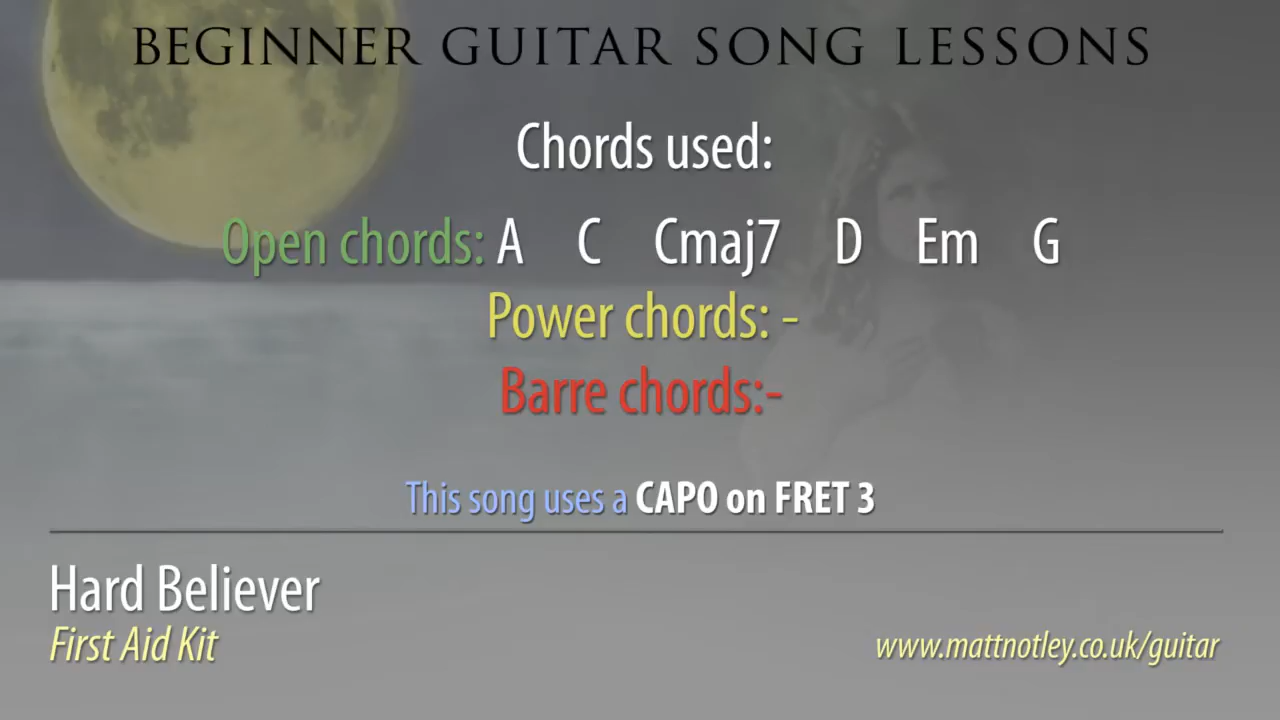 BEGINNER GUITAR SONG LESSONS
Chords used:
Open chords: A C Cmaj7 D Em G
Power chords: -
Barre chords:-
This song uses a CAPO on FRET 3
Hard Believer
First Aid Kit
www.mattnotley.co.uk/guitar